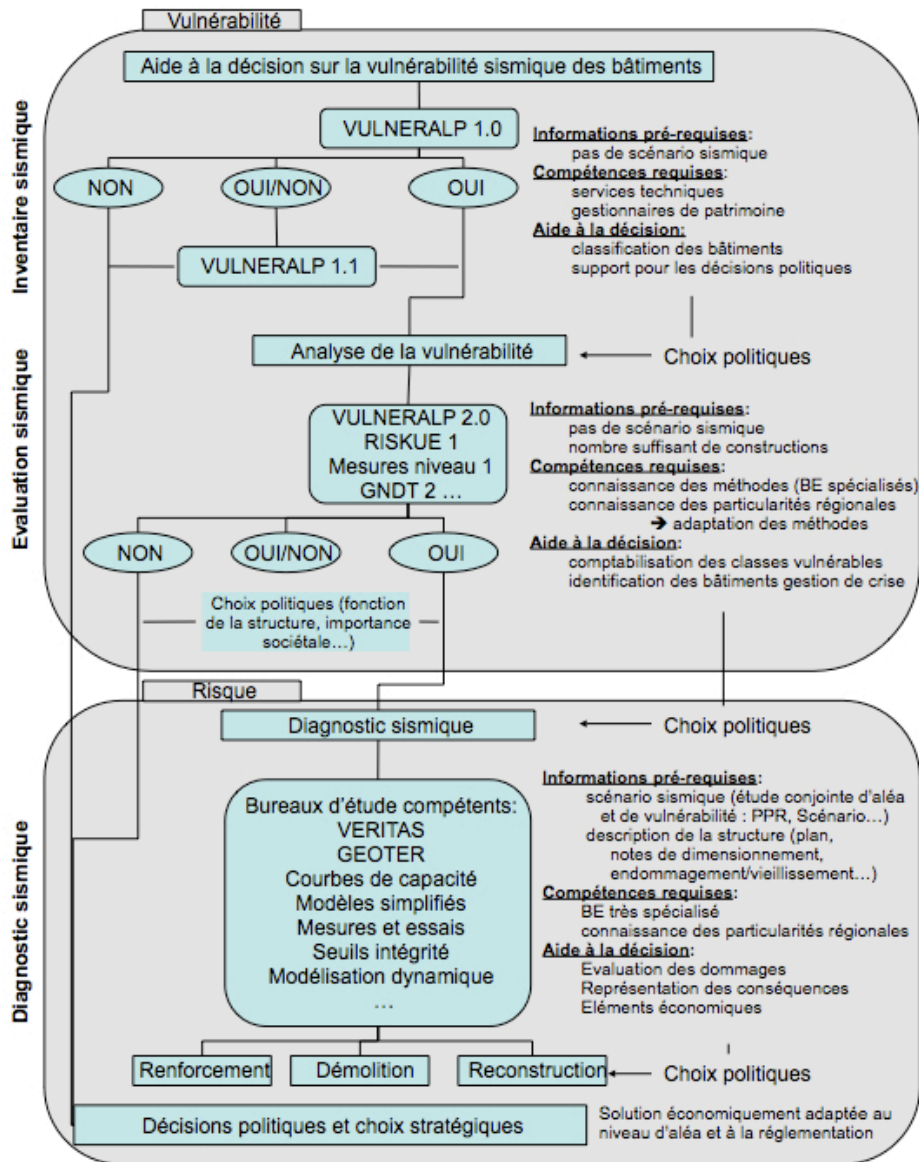 Vulnérabilité
Aide à la décision sur la vulnérabilité sismique des bâtiments
Inventaire sismique
VULNERALP 1.0
NON
OUI/NON
OUI
VULNERALP 1.1
Informations pré-requises:
pas de scénario sismique
Compétences requises:
services techniques
gestionnaires de patrimoine
Aide à la décision:
classification des bâtiments
support pour les décisions politiques
Analyse de la vulnérabilité
Choix politiques
Evaluation sismique
VULNERALP 2.0
RISKUE 1
Mesures niveau 1
GNDT 2 ...
NON
OUI/NON
OUI
Choix politiques (fonction
de la structure, importance
sociétale…)
Informations pré-requises:
pas de scénario sismique
nombre suffisant de constructions
Compétences requises:
connaissance des méthodes (BE spécialisés)
connaissance des particularités régionales
➔ adaptation des méthodes
Aide à la décision:
comptabilisation des classes vulnérables
identification des bâtiments gestion de crise
Risque
Diagnostic sismique
Choix politiques
Diagnostic sismique
Bureaux d'étude compétents:
VERITAS
GEOTER
Courbes de capacité
Modèles simplifiés
Mesures et essais
Seuils intégrité
Modélisation dynamique
…
Informations pré-requises:
scénario sismique (étude conjointe d'aléa
et de vulnérabilité : PPR, Scénario…)
description de la structure (plan,
notes de dimensionnement,
endommagement/vieillissement…)
Compétences requises:
BE très spécialisé
connaissance des particularités régionales
Aide à la décision:
Evaluation des dommages
Représentation des conséquences
Eléments économiques
Renforcement
Démolition
Reconstruction
Choix politiques
Décisions politiques et choix stratégiques
Solution économiquement adaptée au
niveau d'aléa et à la réglementation